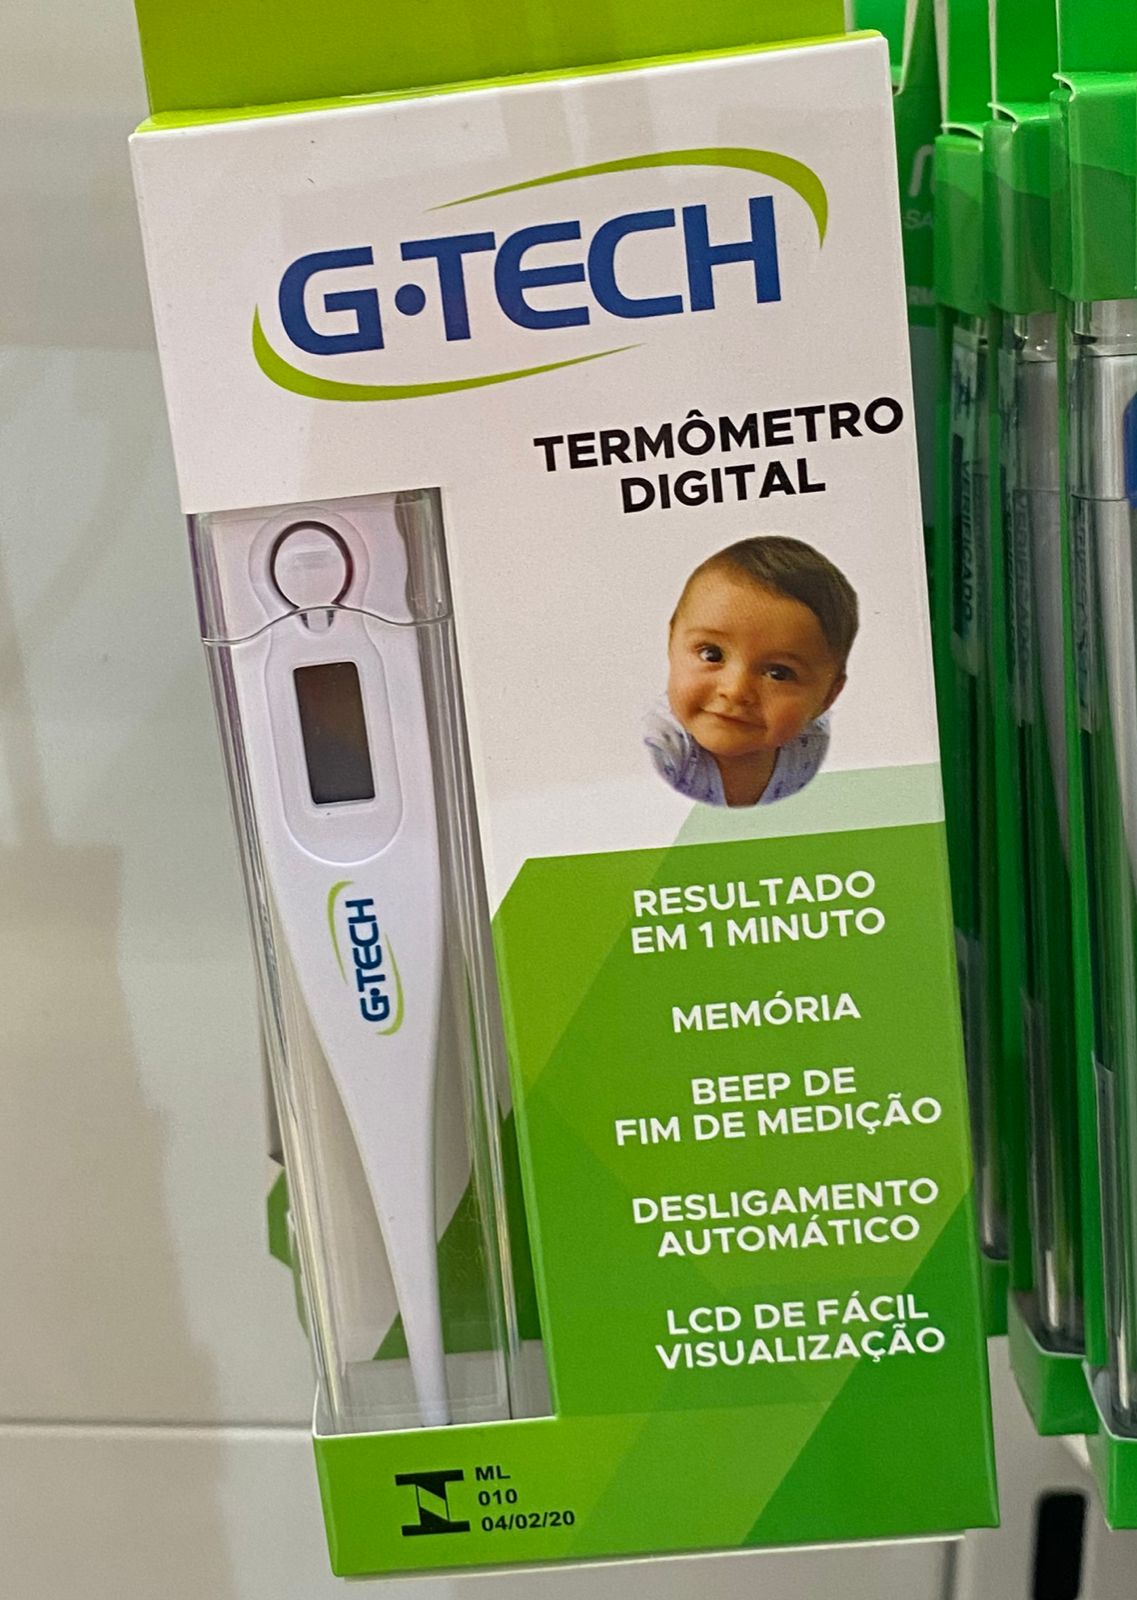 G·TECH
TERMÔMETRO
DIGITAL
G·TECH
RESULTADO
EM 1 MINUTO
MEMÓRIA
BEEP DE
FIM DE MEDIÇÃO
DESLIGAMENTO
AUTOMÁTICO
LCD DE FÁCIL
VISUALIZAÇÃO
ML
010
04/02/20